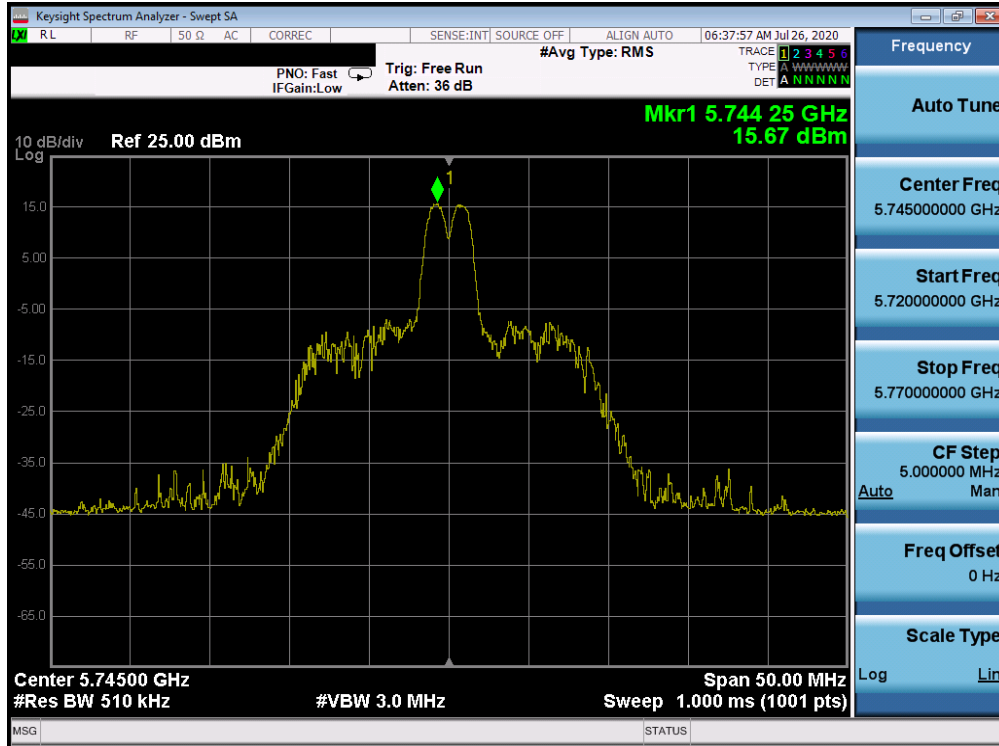 Keysight Spectrum Analyzer - Swept SA
LXI RL RF 50 Ω AC CORREC SENSE:INT SOURCE OFF ALIGN AUTO 06:37:57 AM Jul 26, 2020
#Avg Type: RMS TRACE 1 2 3 4 5 6
PNO: Fast Trig: Free Run TYPE A WWWWW
IFGain:Low Atten: 36 dB DET A N N N N N
Mkr1 5.744 25 GHz
15.67 dBm
10 dB/div Ref 25.00 dBm
Log
1
15.0
5.00
-5.00
-15.0
-25.0
-35.0
-45.0
-55.0
-65.0
Center 5.74500 GHz Span 50.00 MHz
#Res BW 510 kHz #VBW 3.0 MHz Sweep 1.000 ms (1001 pts)
MSG STATUS
Frequency
Auto Tune
Center Freq
5.745000000 GHz
Start Freq
5.720000000 GHz
Stop Freq
5.770000000 GHz
CF Step
5.000000 MHz
Auto Man
Freq Offset
0 Hz
Scale Type
Log Lin